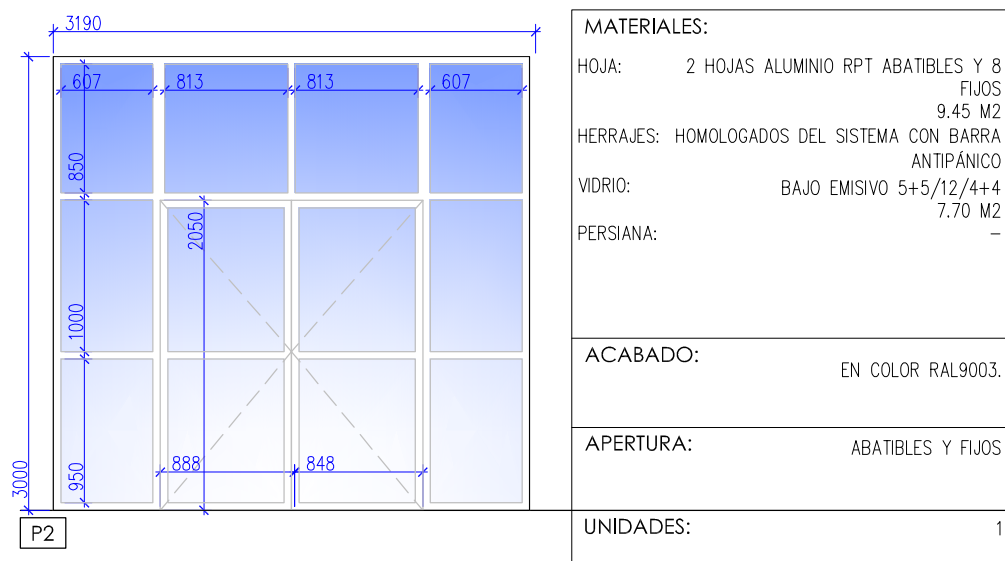 3190
607
813
813
607
850
2050
1000
888
848
950
3000
P2
MATERIALES:
HOJA: 2 HOJAS ALUMINIO RPT ABATIBLES Y 8
FIJOS
9.45 M2
HERRAJES: HOMOLOGADOS DEL SISTEMA CON BARRA
ANTIPÁNICO
VIDRIO: BAJO EMISIVO 5+5/12/4+4
7.70 M2
PERSIANA: –
ACABADO:
EN COLOR RAL9003.
APERTURA: ABATIBLES Y FIJOS
UNIDADES: 1